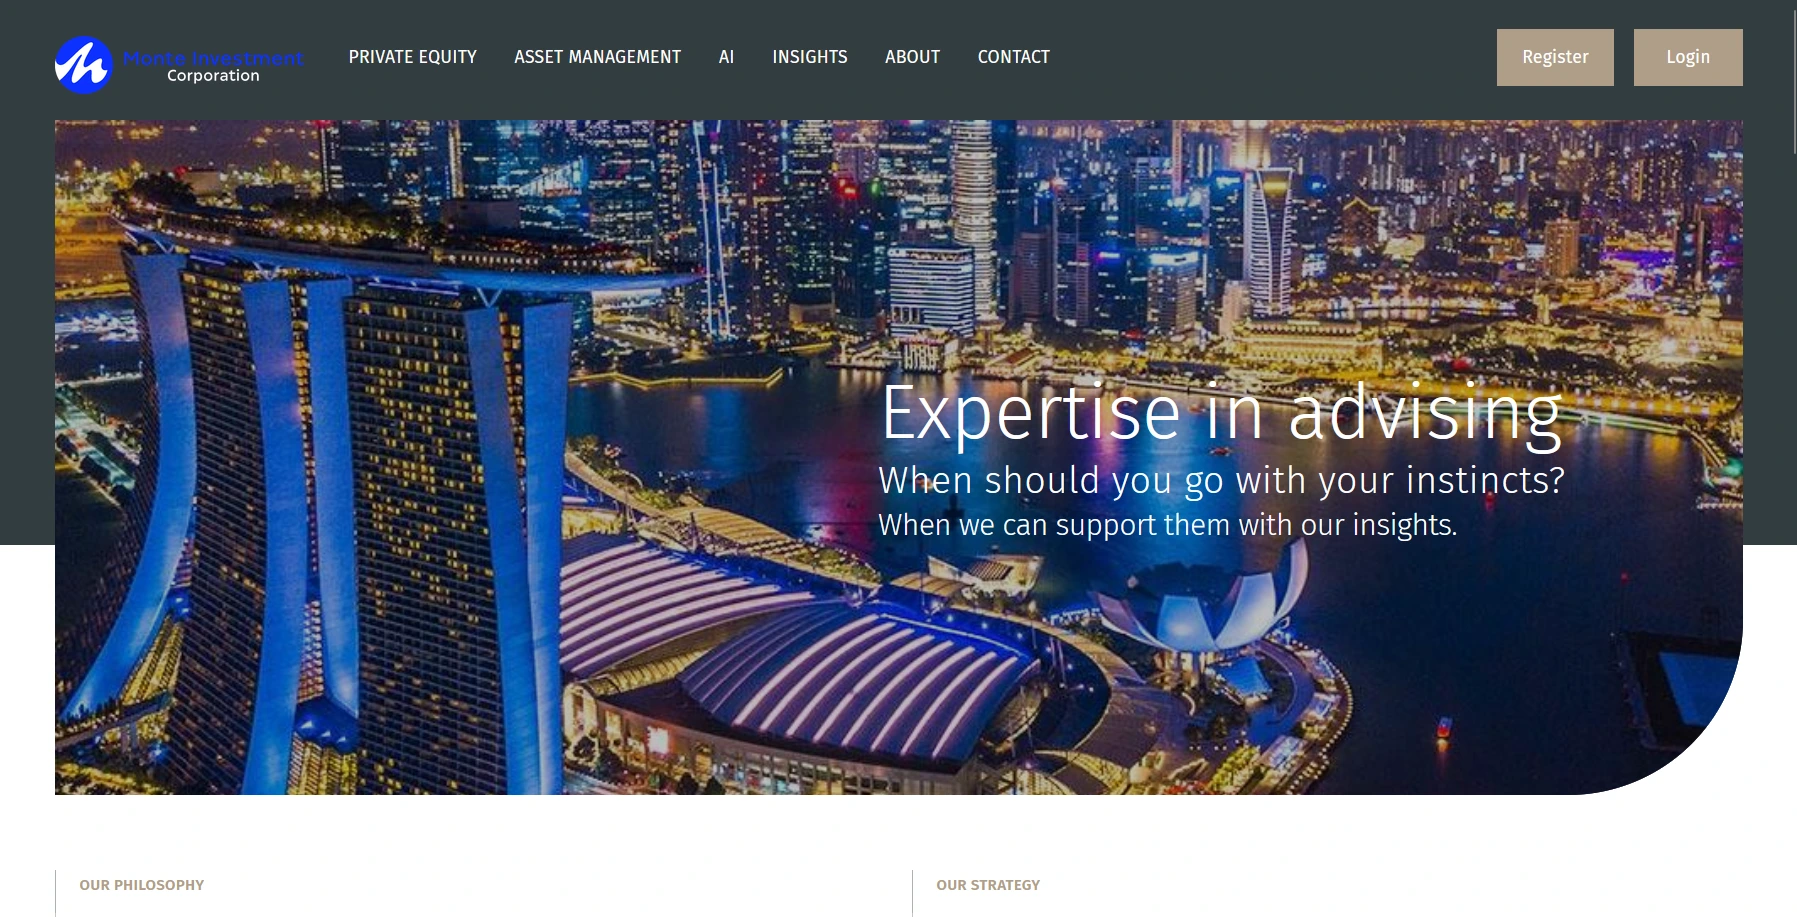 Monte Investment
Corporation
PRIVATE EQUITY
ASSET MANAGEMENT
AI
INSIGHTS
ABOUT
CONTACT
Register
Login
Expertise in advising
When should you go with your instincts?
When we can support them with our insights.
OUR PHILOSOPHY
OUR STRATEGY